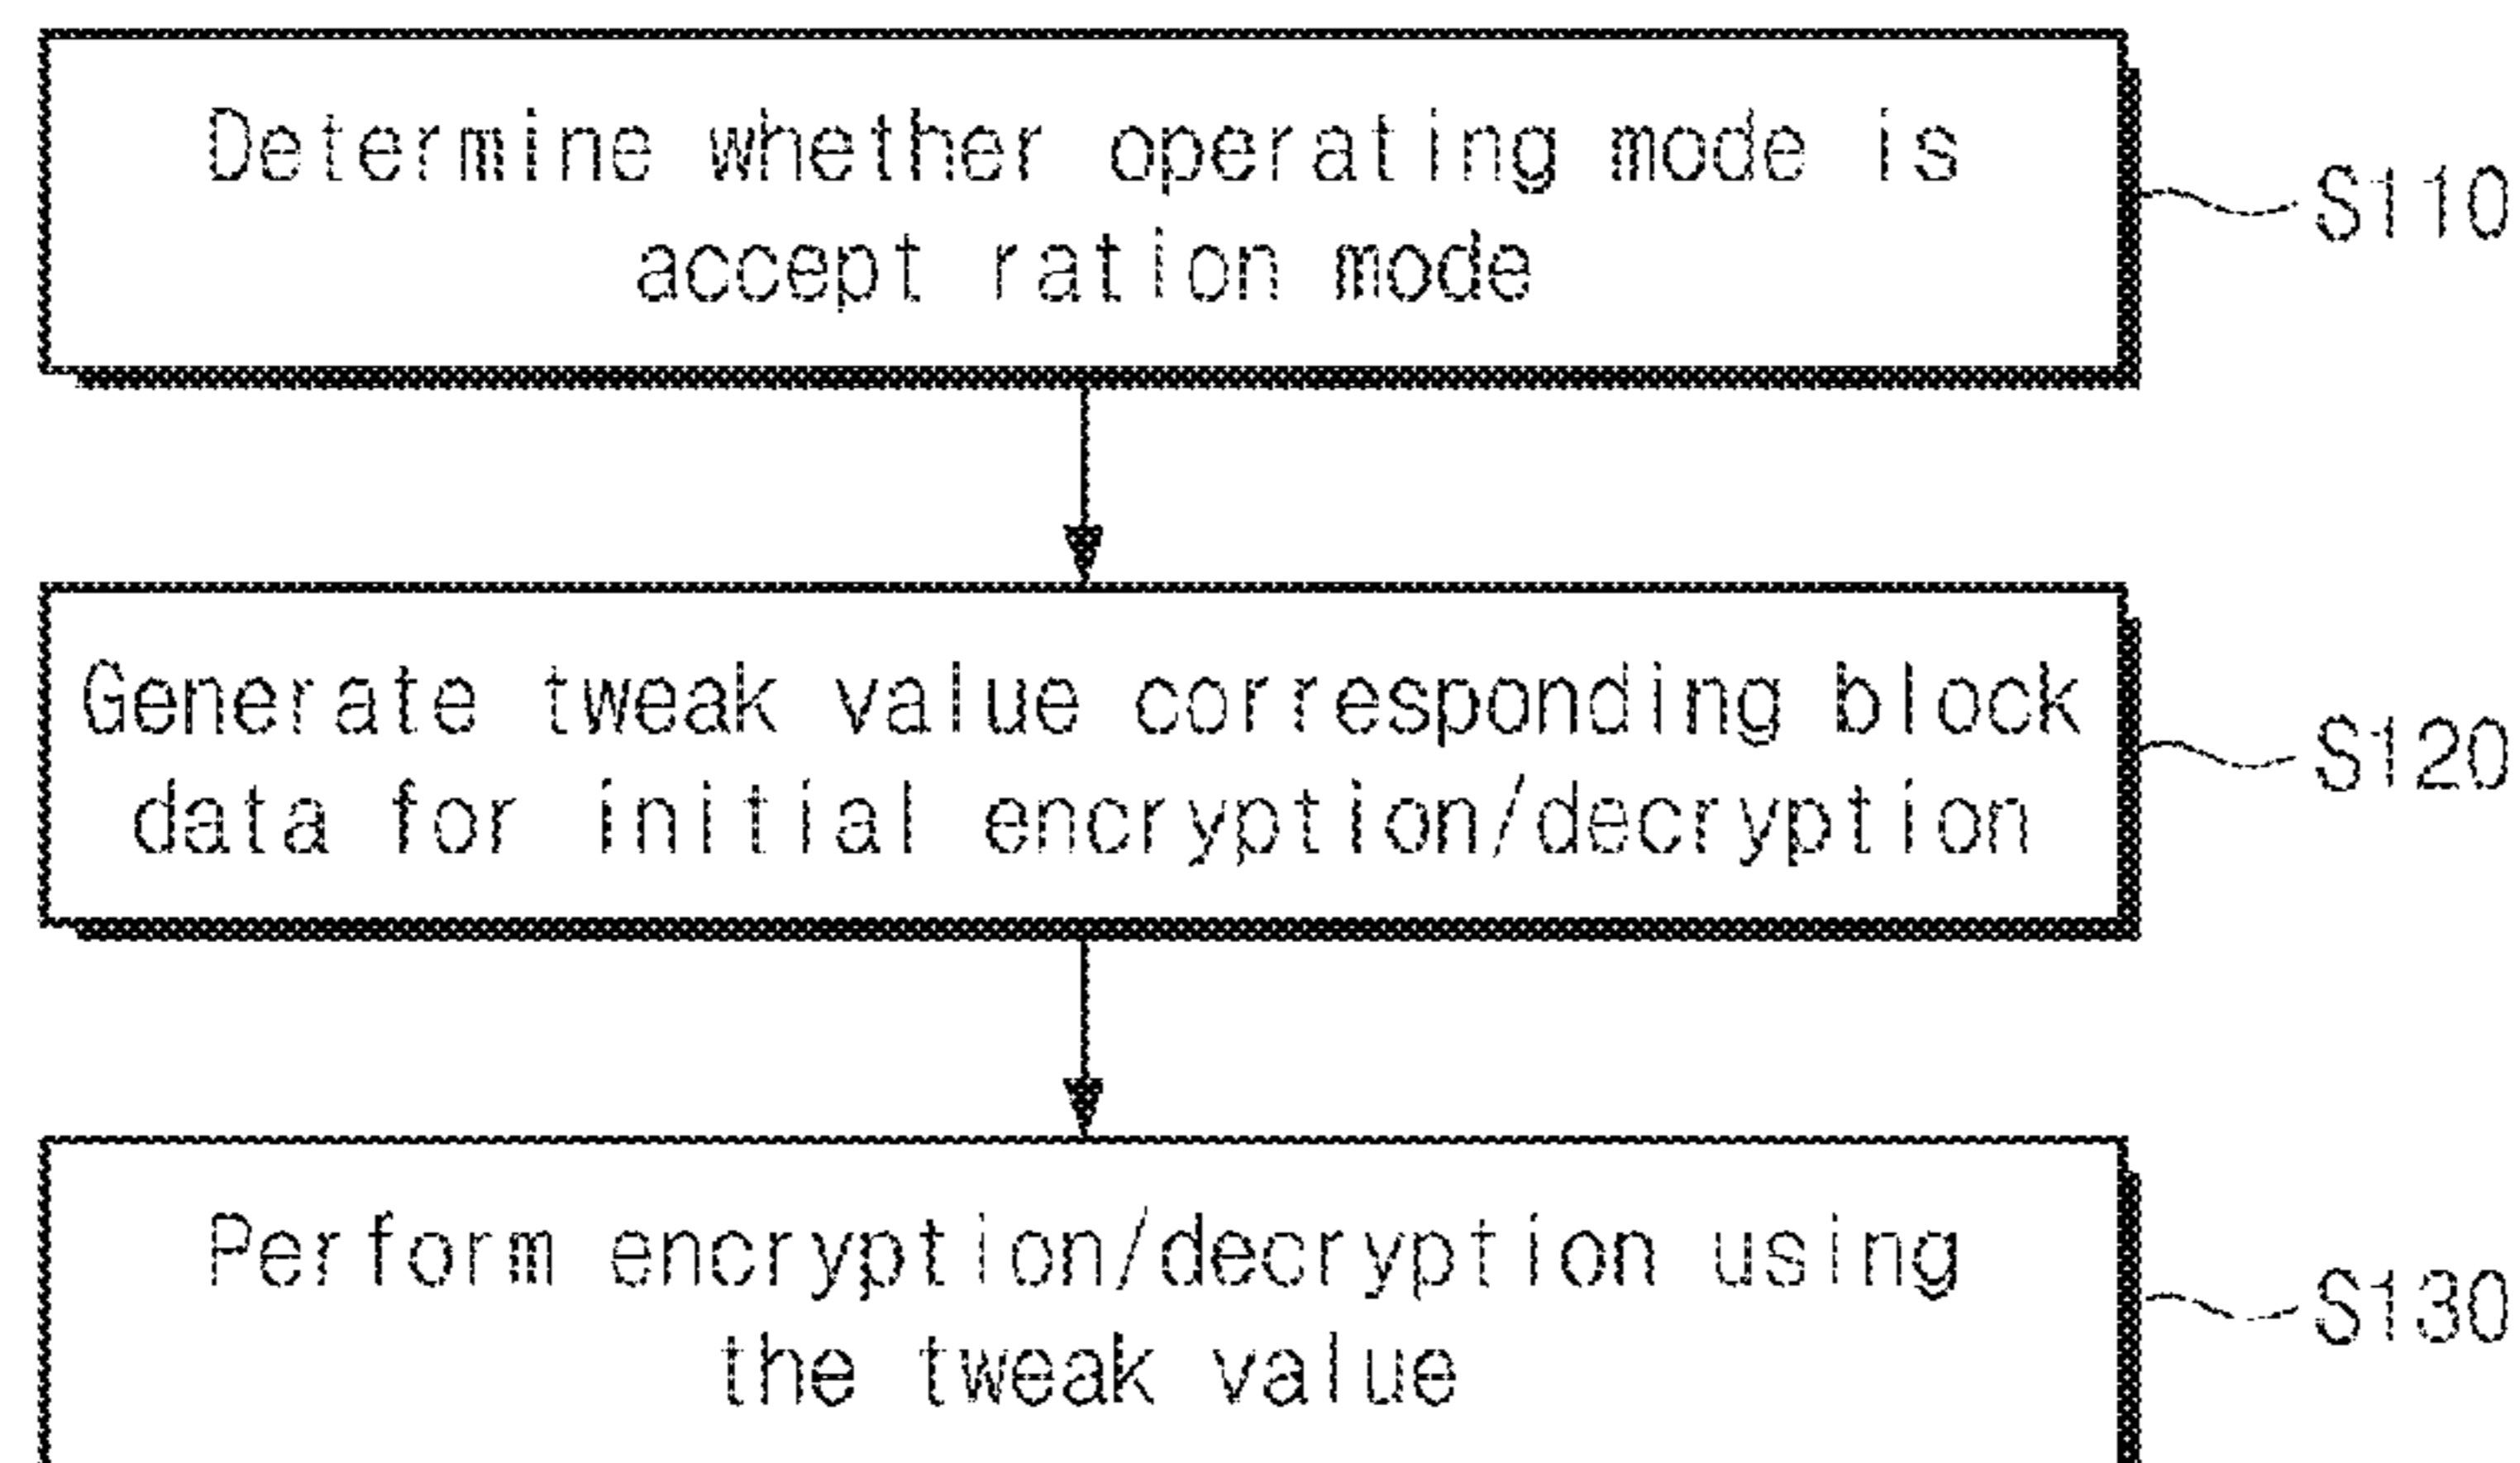 Determine whether operating mode is
accept ration mode
S110
Generate tweak value corresponding block
data for initial encryption/decryption
S120
Perform encryption/decryption using
the tweak value
S130